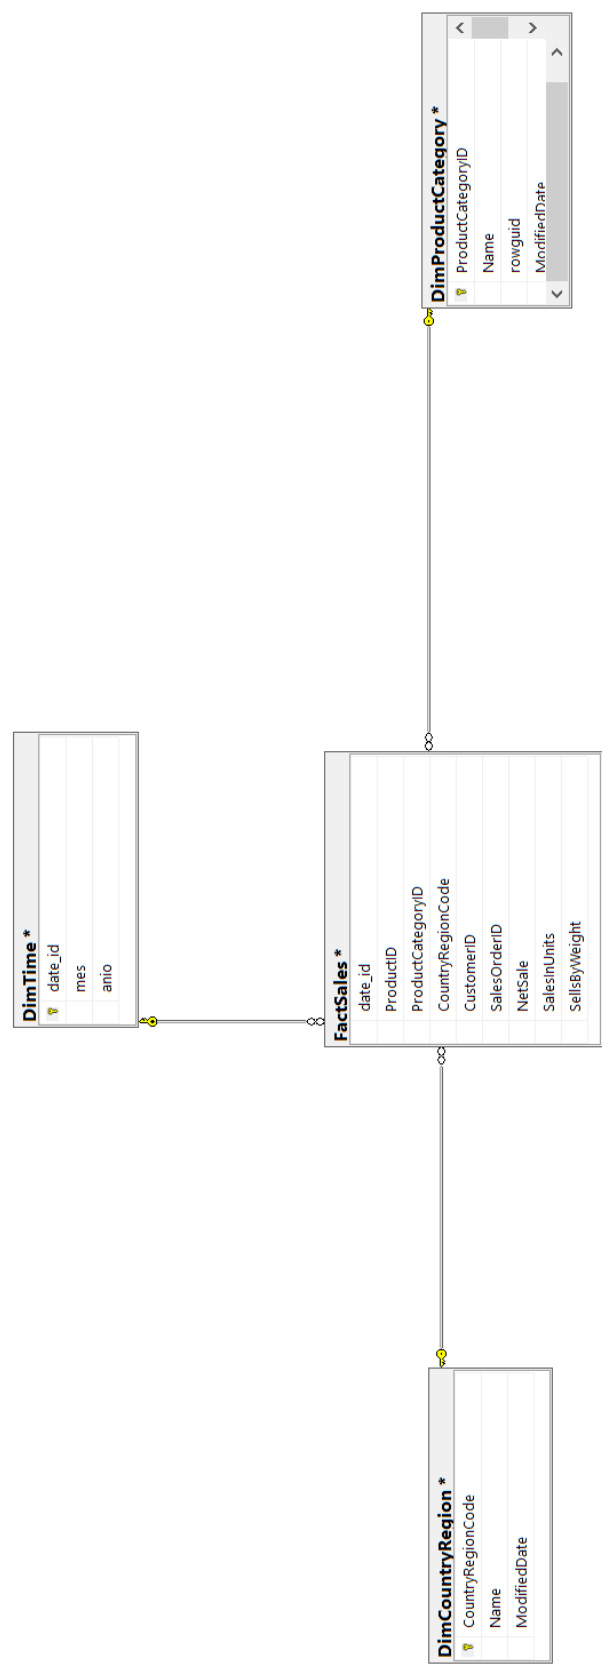 DimTime *
date_id
mes
anio
DimCountryRegion *
CountryRegionCode
Name
ModifiedDate
FactSales *
date_id
ProductID
ProductCategoryID
CountryRegionCode
CustomerID
SalesOrderID
NetSale
SalesInUnits
SellsByWeight
DimProductCategory *
ProductCategoryID
Name
rowguid
ModifiedDate